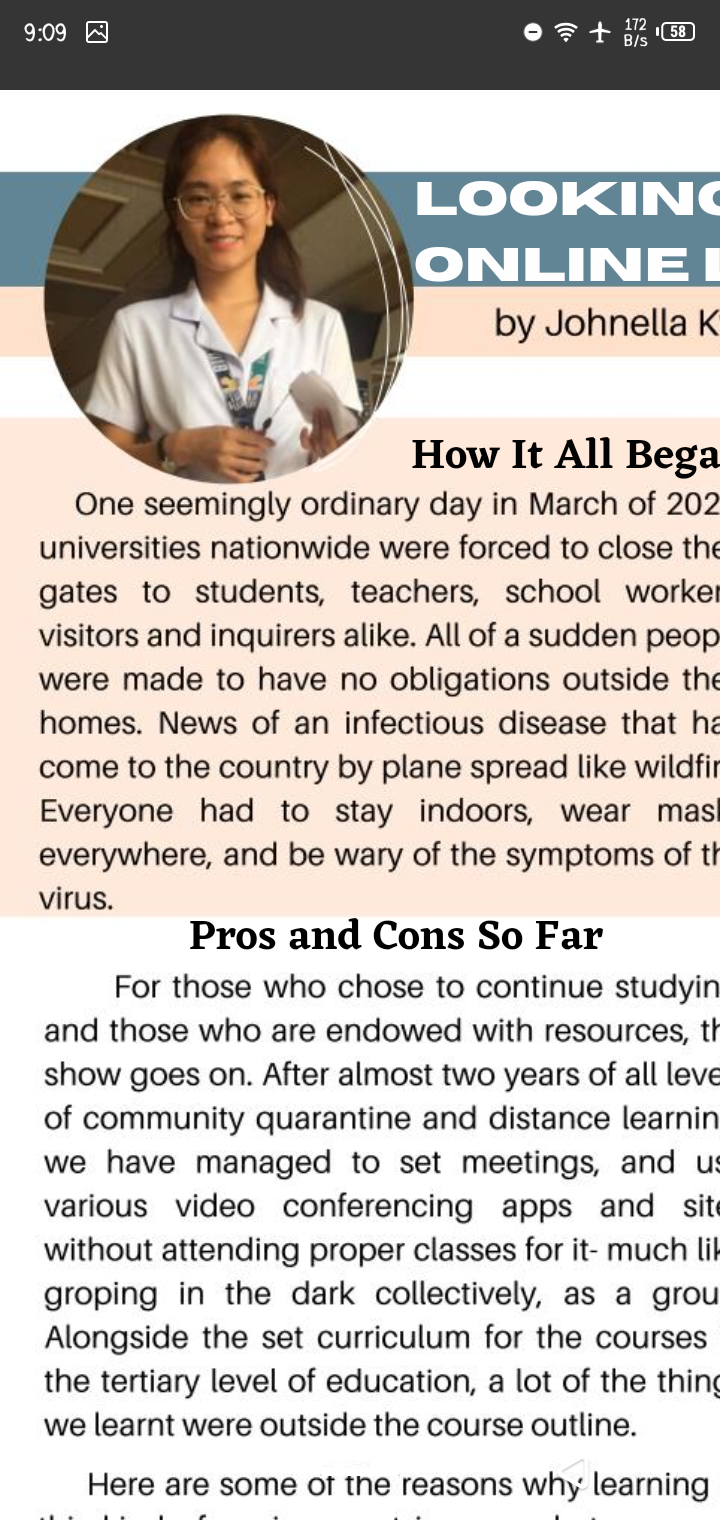 9:09
172
B/s
58
LOOKING
ONLINE L
by Johnella K
How It All Bega
One seemingly ordinary day in March of 202
universities nationwide were forced to close the
gates to students, teachers, school worker
visitors and inquirers alike. All of a sudden peop
were made to have no obligations outside the
homes. News of an infectious disease that ha
come to the country by plane spread like wildfir
Everyone had to stay indoors, wear mask
everywhere, and be wary of the symptoms of th
virus.
Pros and Cons So Far
For those who chose to continue studyin
and those who are endowed with resources, th
show goes on. After almost two years of all leve
of community quarantine and distance learnin
we have managed to set meetings, and us
various video conferencing apps and site
without attending proper classes for it- much lik
groping in the dark collectively, as a grou
Alongside the set curriculum for the courses
the tertiary level of education, a lot of the thing
we learnt were outside the course outline.
Here are some of the reasons why learning